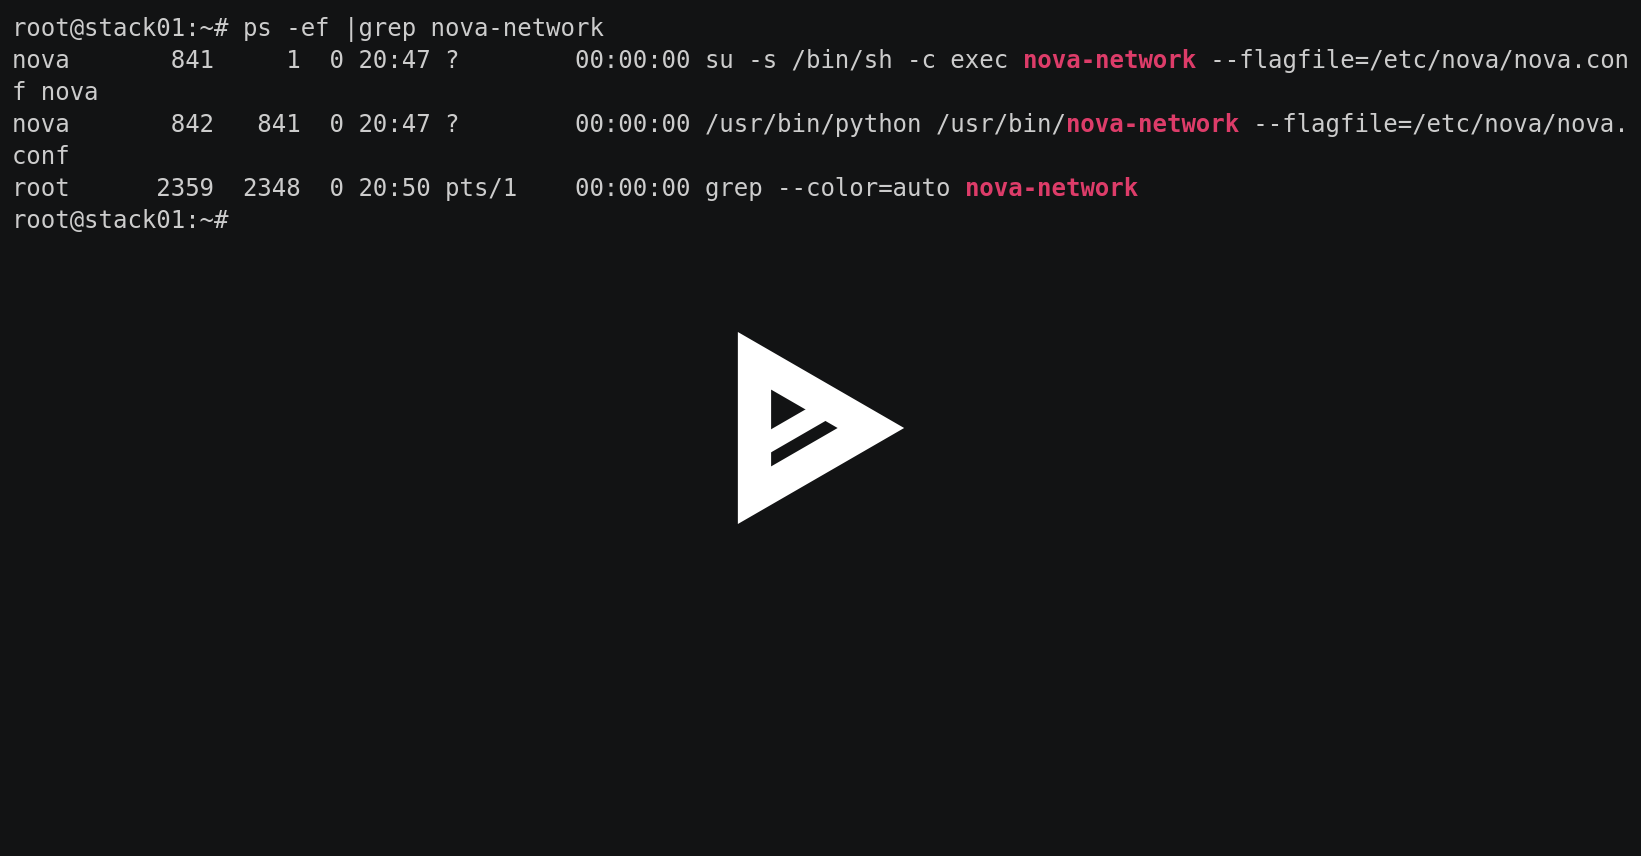 root@stack01:~# ps -ef |grep nova-network
nova       841     1  0 20:47 ?        00:00:00 su -s /bin/sh -c exec nova-network --flagfile=/etc/nova/nova.con
f nova
nova       842   841  0 20:47 ?        00:00:00 /usr/bin/python /usr/bin/nova-network --flagfile=/etc/nova/nova.
conf
root      2359  2348  0 20:50 pts/1    00:00:00 grep --color=auto nova-network
root@stack01:~#